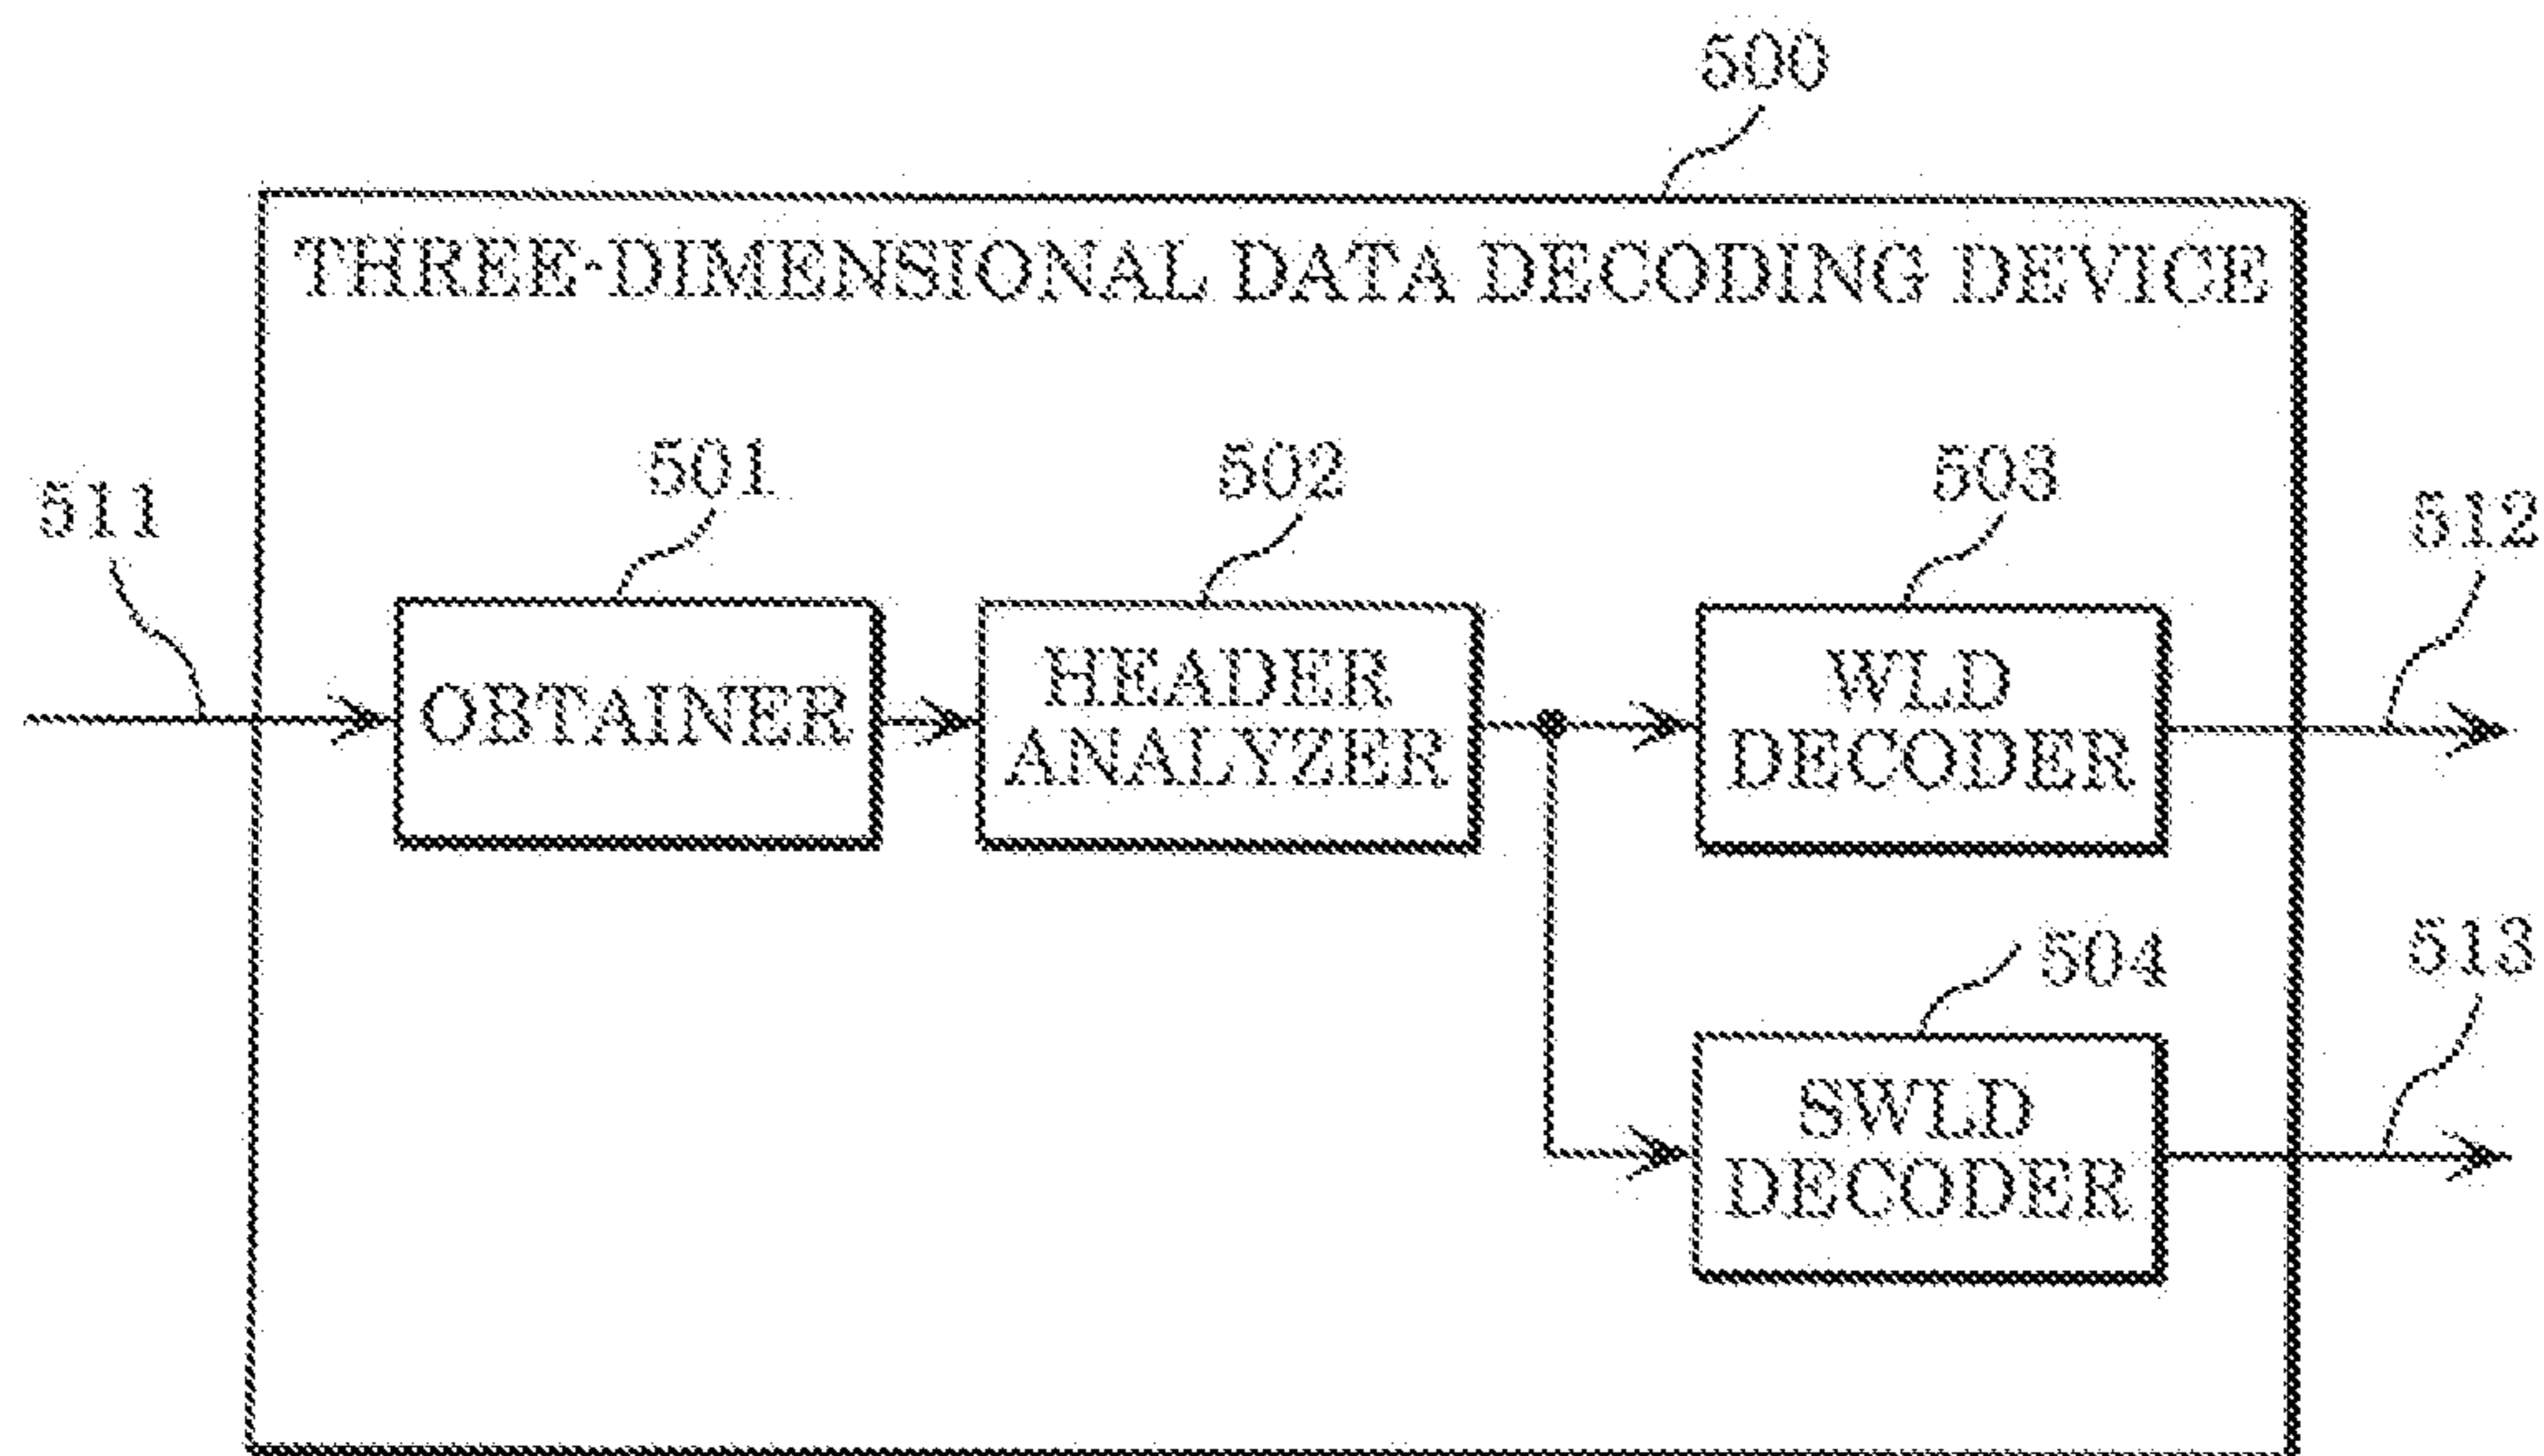 500
THREE-DIMENSIONAL DATA DECODING DEVICE
511
501
502
503
512
OBTAINER
HEADER
ANALYZER
WLD
DECODER
504
513
SWLD
DECODER